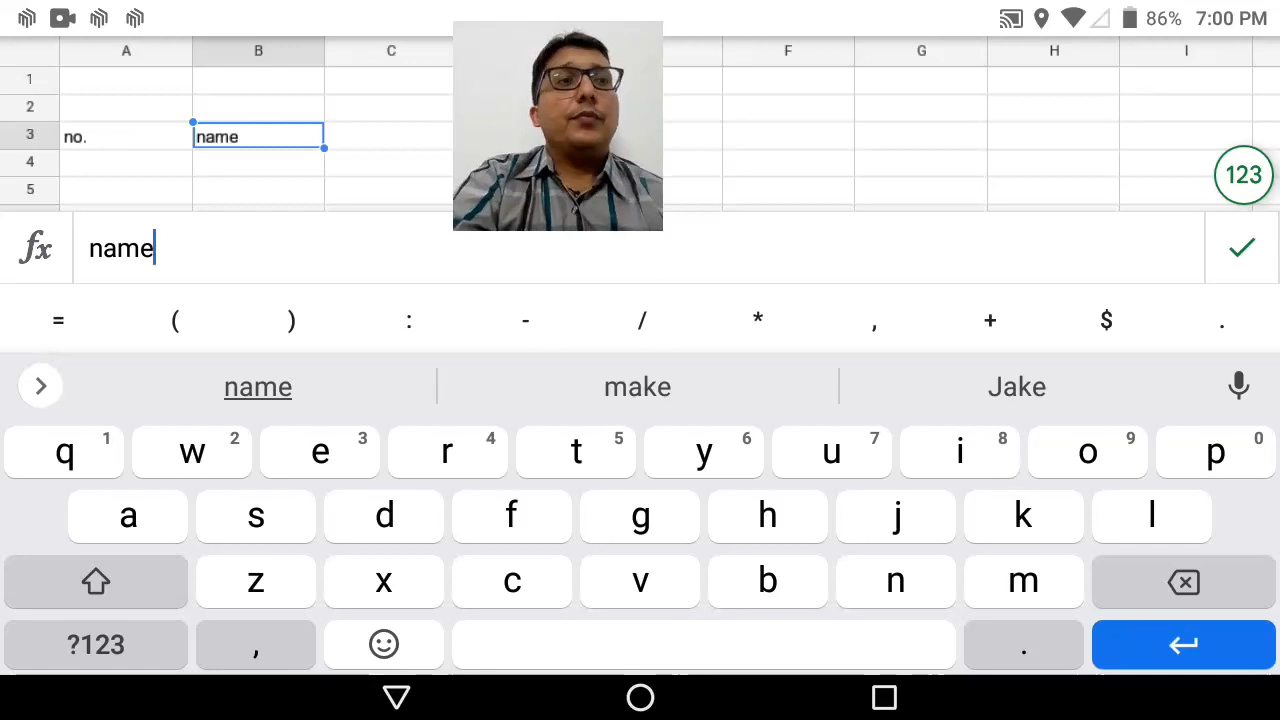 86% 7:00 PM
A B C F G H I
1
2
3 no. name
4
5
123
fx name
= ( ) : - / * , + $ .
name make Jake
q 1 w 2 e 3 r 4 t 5 y 6 u 7 i 8 o 9 p 0
a s d f g h j k l
z x c v b n m
?123 , .